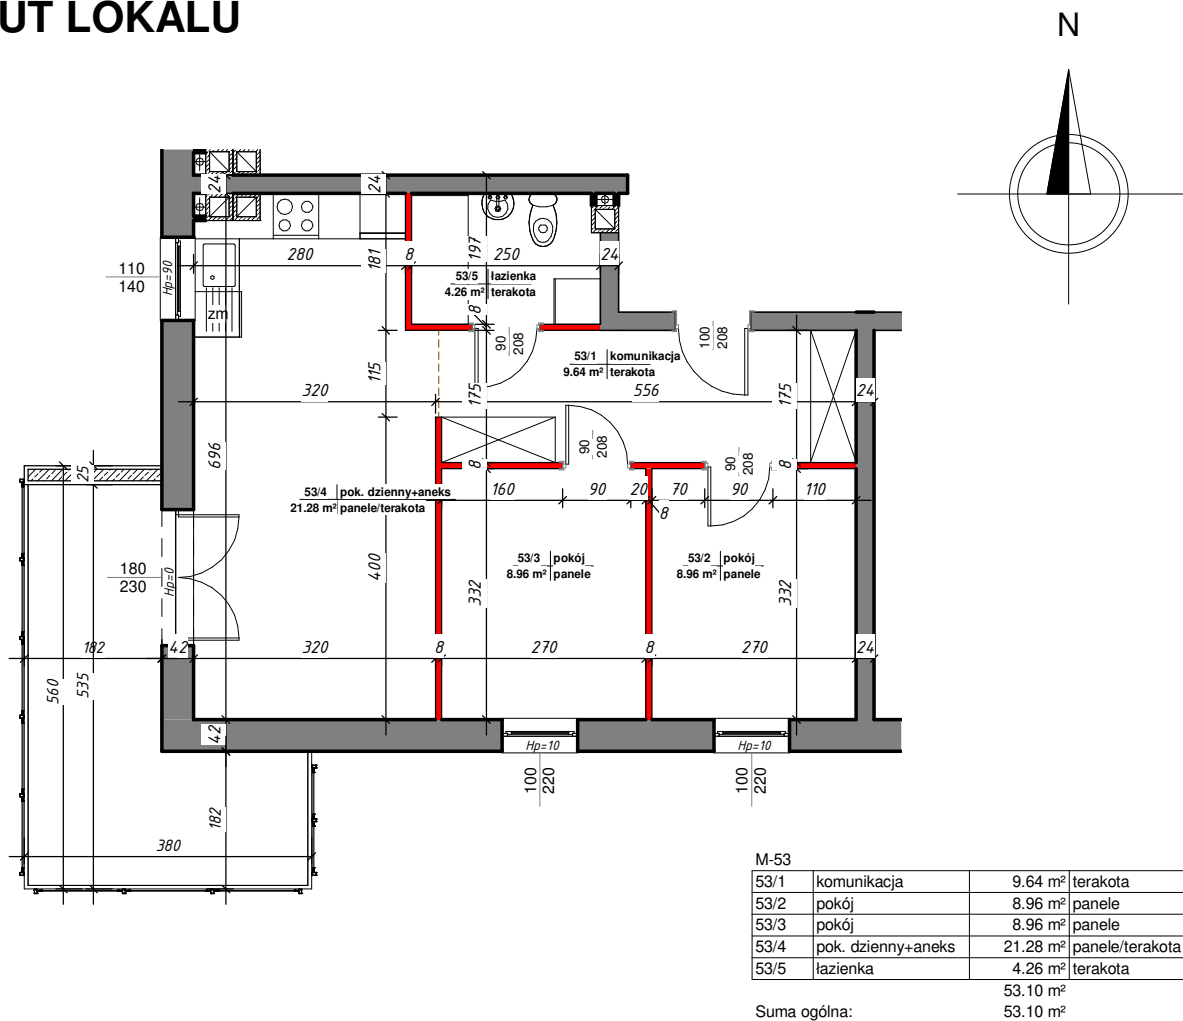 UT LOKALU
N
24
24
280
181
8
197
250
24
110
140
Hp=90
53/5 łazienka
4.26 m² terakota
zm
8
90
208
100
208
53/1 komunikacja
9.64 m² terakota
115
320
175
556
175
24
696
90
208
90
208
8
8
25
53/4 pok. dzienny+aneks
21.28 m² panele/terakota
160
90
20
70
90
110
8
180
230
Hp=0
400
53/3 pokój
8.96 m² panele
53/2 pokój
8.96 m² panele
332
332
182
42
320
8
270
8
270
24
560
535
42
Hp=10
Hp=10
100
220
100
220
182
380
M-53
53/1 komunikacja 9.64 m² terakota
53/2 pokój 8.96 m² panele
53/3 pokój 8.96 m² panele
53/4 pok. dzienny+aneks 21.28 m² panele/terakota
53/5 łazienka 4.26 m² terakota
53.10 m²
Suma ogólna: 53.10 m²